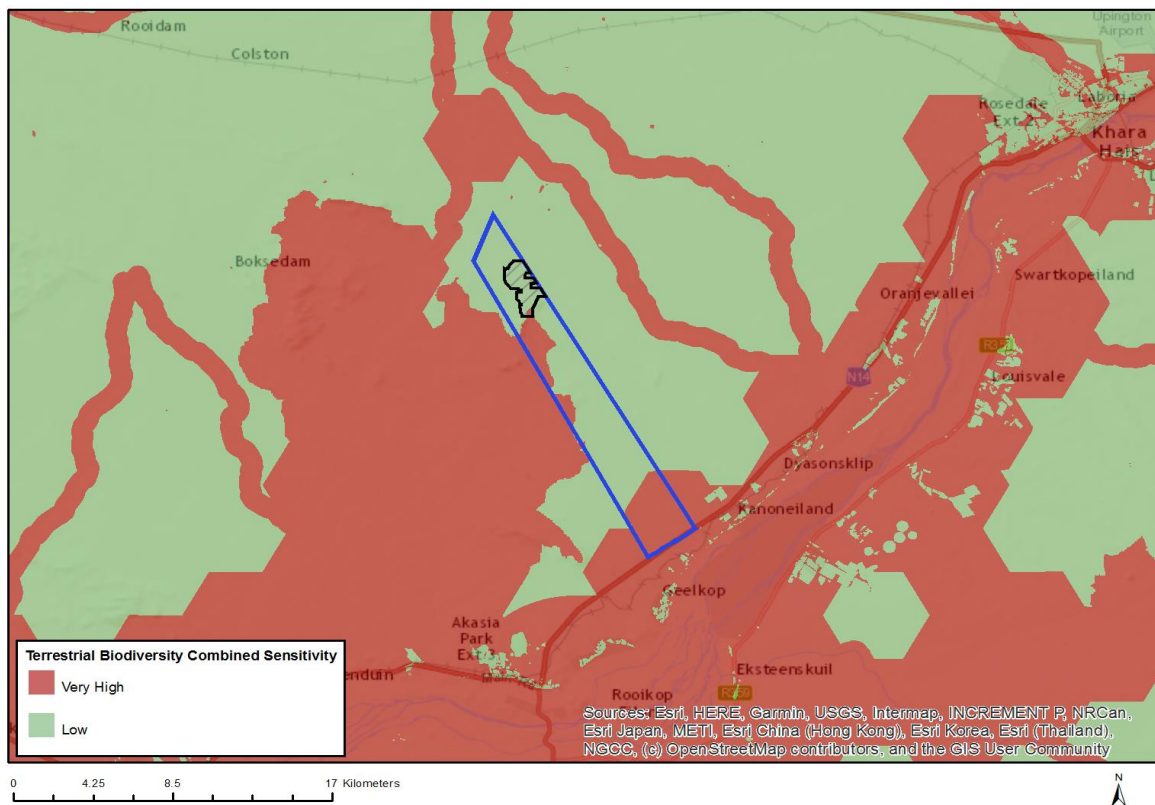 Rooidam
Colston
Upington
Airport
Rosedale
Ext 2
Laboria
Khara
Hais
Boksedam
Swartkopeiland
Oranjevallei
N14
Louisvale
Dyasonsklip
Kanoneiland
Geelkop
Akasia
Park
Eksteenskuil
R359
Rooikop
Terrestrial Biodiversity Combined Sensitivity
Very High
Low
Sources: Esri, HERE, Garmin, USGS, Intermap, INCREMENT P, NRCan,
Esri Japan, METI, Esri China (Hong Kong), Esri Korea, Esri (Thailand),
NGCC, (c) OpenStreetMap contributors, and the GIS User Community
0 4.25 8.5 17 Kilometers
N